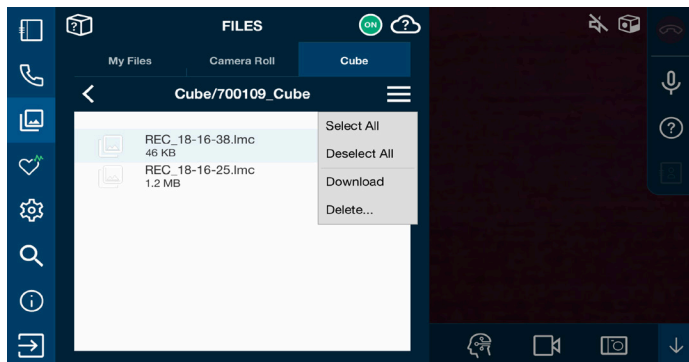 FILES
ON
My Files
Camera Roll
Cube
Cube/700109_Cube
Select All
Deselect All
Download
Delete...
REC_18-16-38.lmc
46 KB
REC_18-16-25.lmc
1.2 MB